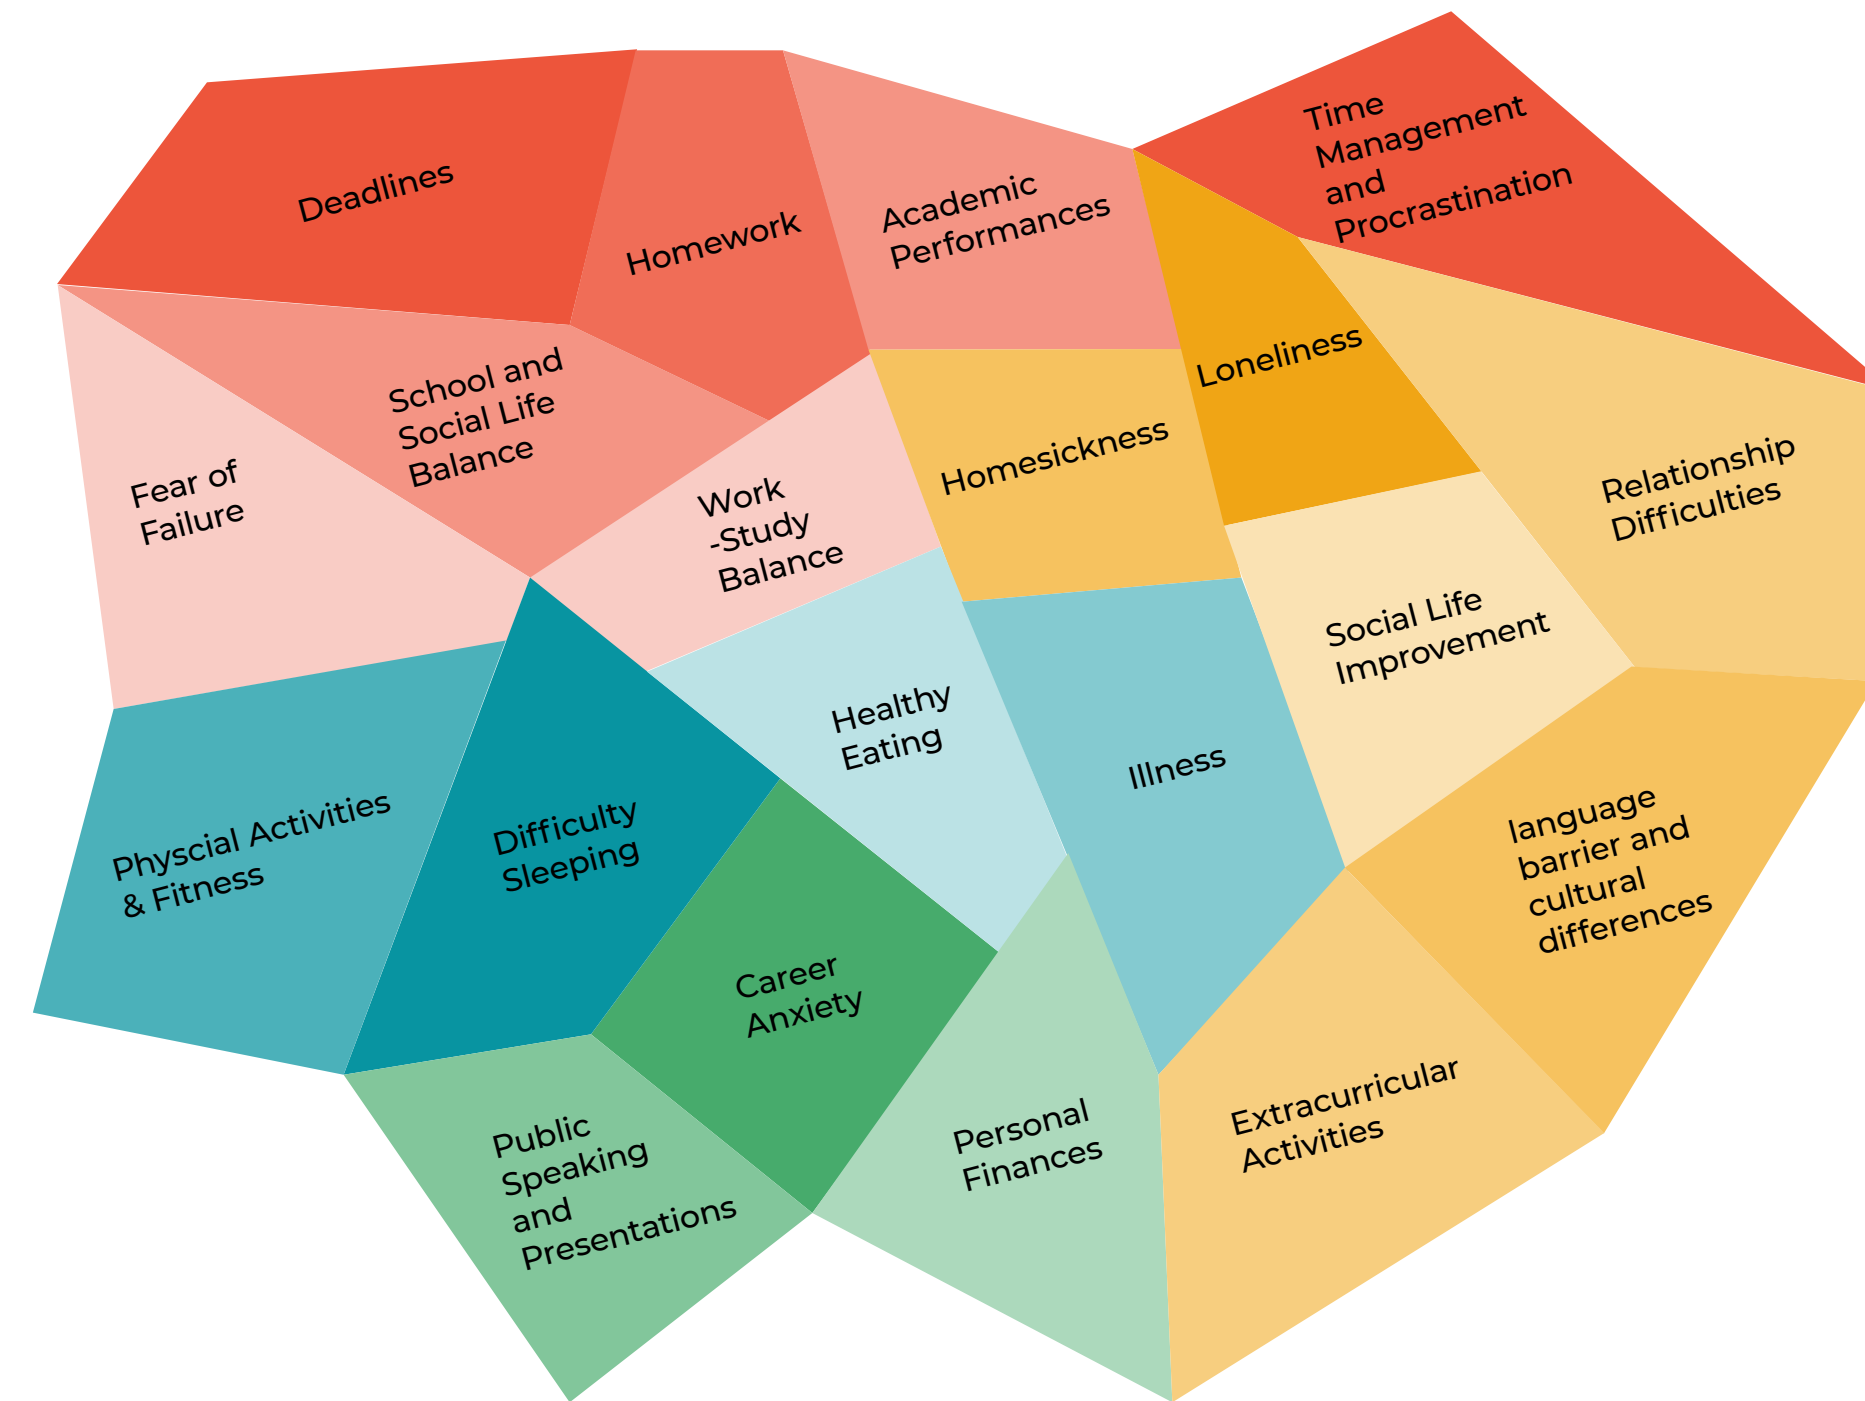 Deadlines
Homework
Academic
Performances
Time
Management
and
Procrastination
Fear of
Failure
School and
Social Life
Balance
Work
-Study
Balance
Homesickness
Loneliness
Relationship
Difficulties
Social Life
Improvement
Physcial Activities
& Fitness
Difficulty
Sleeping
Healthy
Eating
Illness
language
barrier and
cultural
differences
Career
Anxiety
Public
Speaking
and
Presentations
Personal
Finances
Extracurricular
Activities